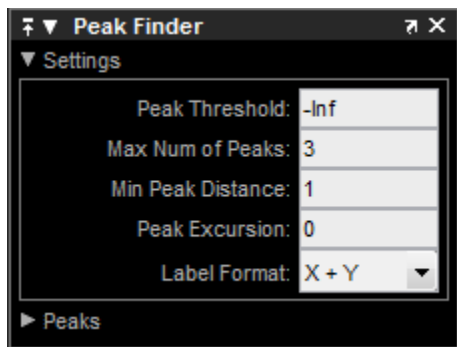 Peak Finder
Settings
Peak Threshold: -Inf
Max Num of Peaks: 3
Min Peak Distance: 1
Peak Excursion: 0
Label Format: X + Y
Peaks